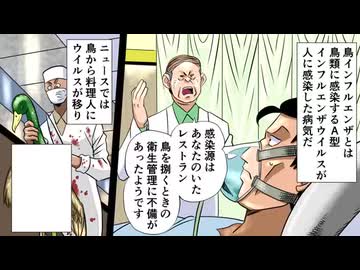 鳥インフルエンザとは
鳥類に感染するA型
インフルエンザウイルスが
人に感染した病気だ
感染源は
あなたのいた
レストラン
鳥を捌くときの
衛生管理に不備が
あったようです
ニュースでは
鳥から料理人に
ウイルスが移り